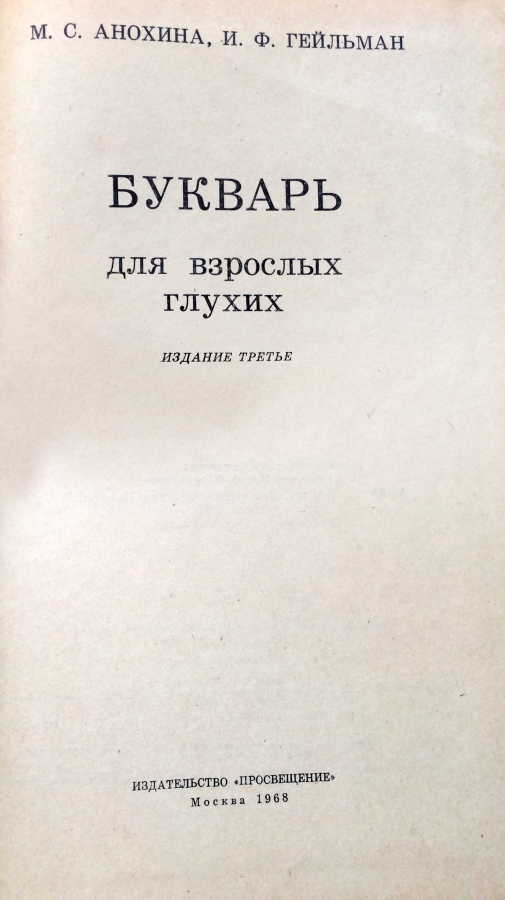 М. С. АНОХИНА, И. Ф. ГЕЙЛЬМАН
БУКВАРЬ
для взрослых
глухих
ИЗДАНИЕ ТРЕТЬЕ
ИЗДАТЕЛЬСТВО «ПРОСВЕЩЕНИЕ»
Москва 1968